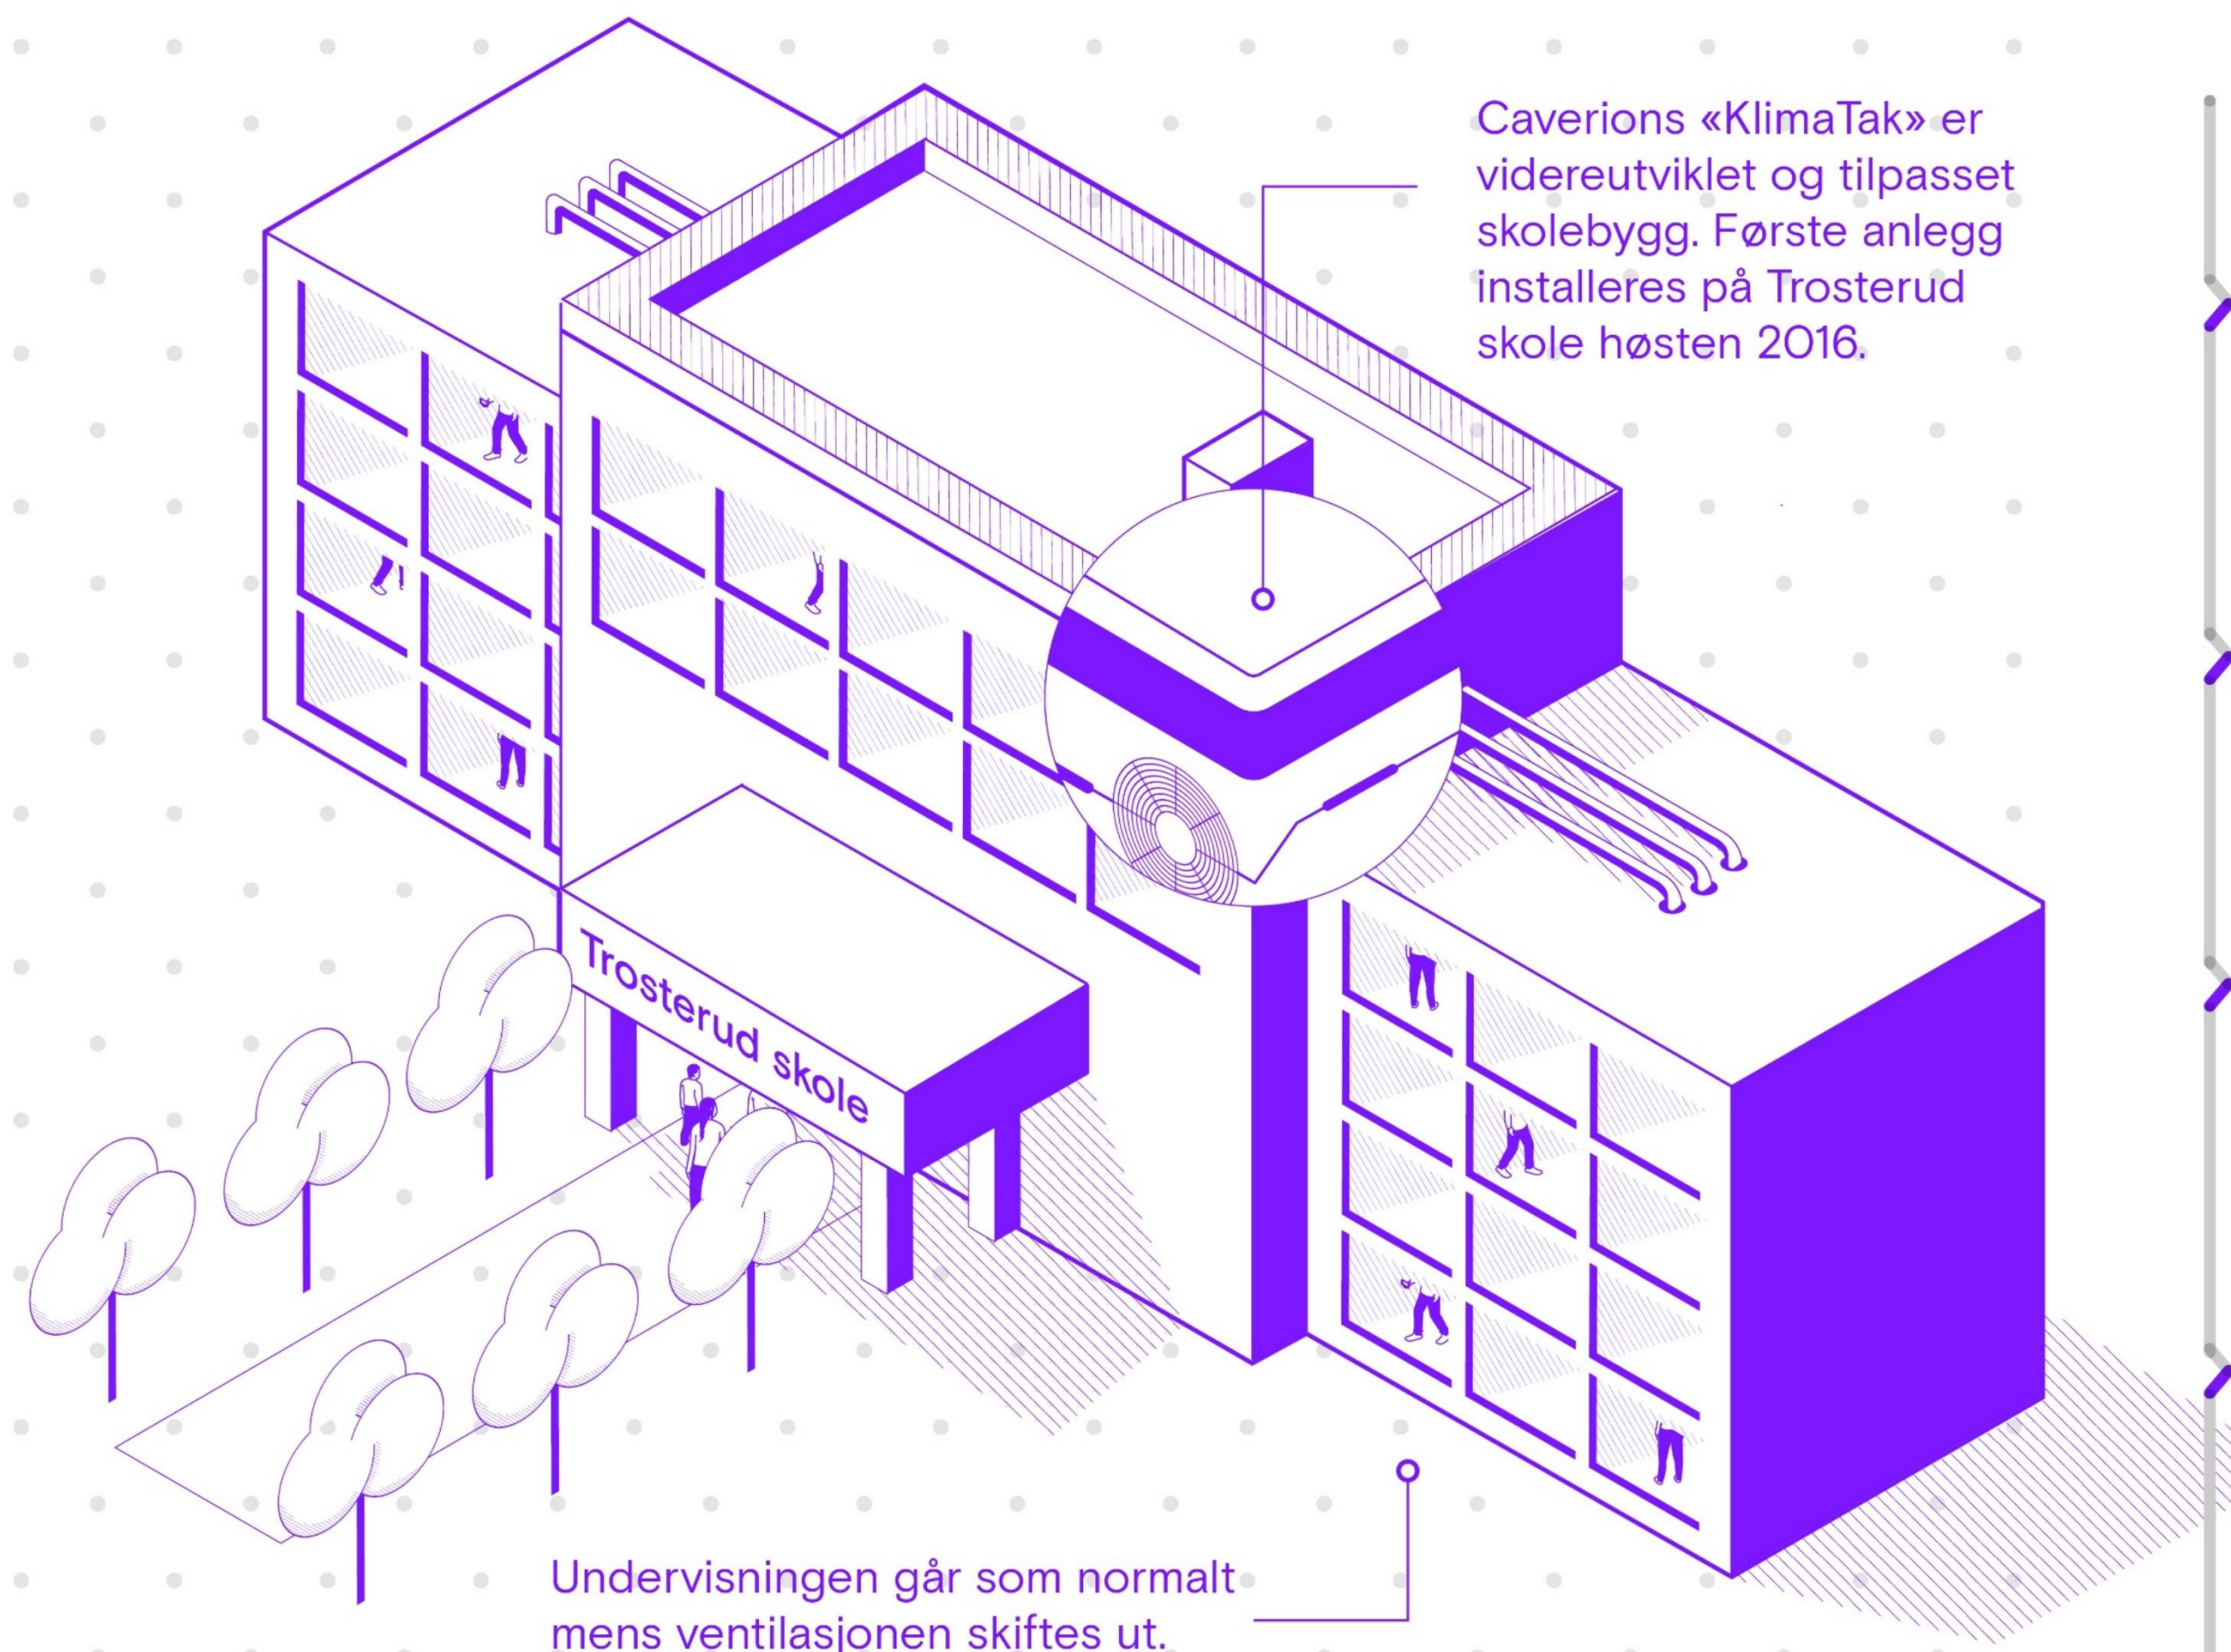 Caverions «KlimaTak» er
videreutviklet og tilpasset
skolebygg. Første anlegg
installeres på Trosterud
skole høsten 2016.
Trosterud skole
Undervisningen går som normalt
mens ventilasjonen skiftes ut.